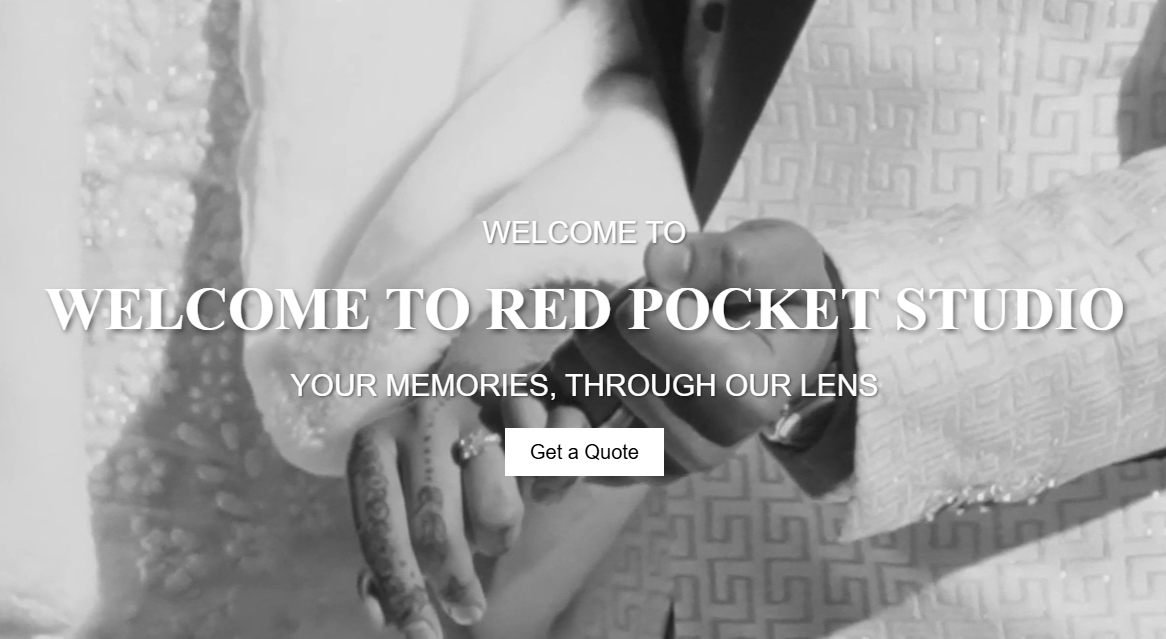 WELCOME TO
WELCOME TO RED POCKET STUDIO
YOUR MEMORIES, THROUGH OUR LENS
Get a Quote